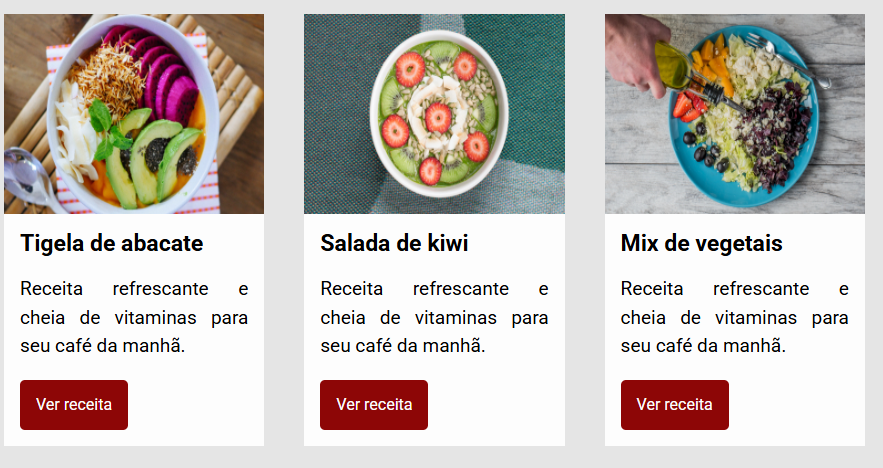 Tigela de abacate
Receita refrescante e
cheia de vitaminas para
seu café da manhã.
Ver receita
Salada de kiwi
Receita refrescante e
cheia de vitaminas para
seu café da manhã.
Ver receita
Mix de vegetais
Receita refrescante e
cheia de vitaminas para
seu café da manhã.
Ver receita